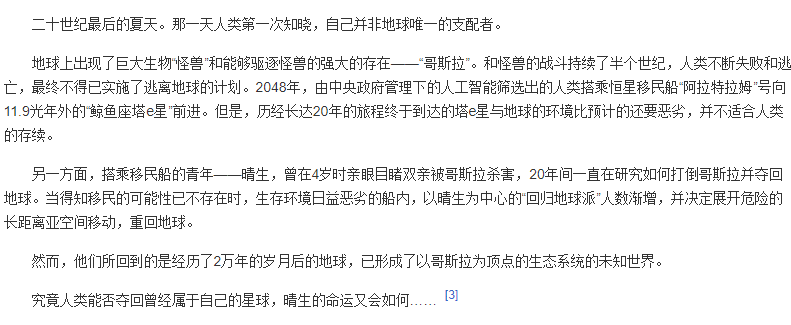 二十世纪最后的夏天。那一天人类第一次知晓，自己并非地球唯一的支配者。
地球上出现了巨大生物“怪兽”和能够驱逐怪兽的强大的存在——“哥斯拉”。和怪兽的战斗持续了半个世纪，人类不断失败和逃
亡，最终不得已实施了逃离地球的计划。2048年，由中央政府管理下的人工智能筛选出的人类搭乘恒星移民船“阿拉特拉姆”号向
11.9光年外的“鲸鱼座塔e星”前进。但是，历经长达20年的旅程终于到达的塔e星与地球的环境比预计的还要恶劣，并不适合人类
的存续。
另一方面，搭乘移民船的青年——晴生，曾在4岁时亲眼目睹双亲被哥斯拉杀害，20年间一直在研究如何打倒哥斯拉并夺回
地球。当得知移民的可能性已不存在时，生存环境日益恶劣的船内，以晴生为中心的“回归地球派”人数渐增，并决定展开危险的
长距离亚空间移动，重回地球。
然而，他们所回到的是经历了2万年的岁月后的地球，已形成了以哥斯拉为顶点的生态系统的未知世界。
究竟人类能否夺回曾经属于自己的星球，晴生的命运又会如何…… [3]